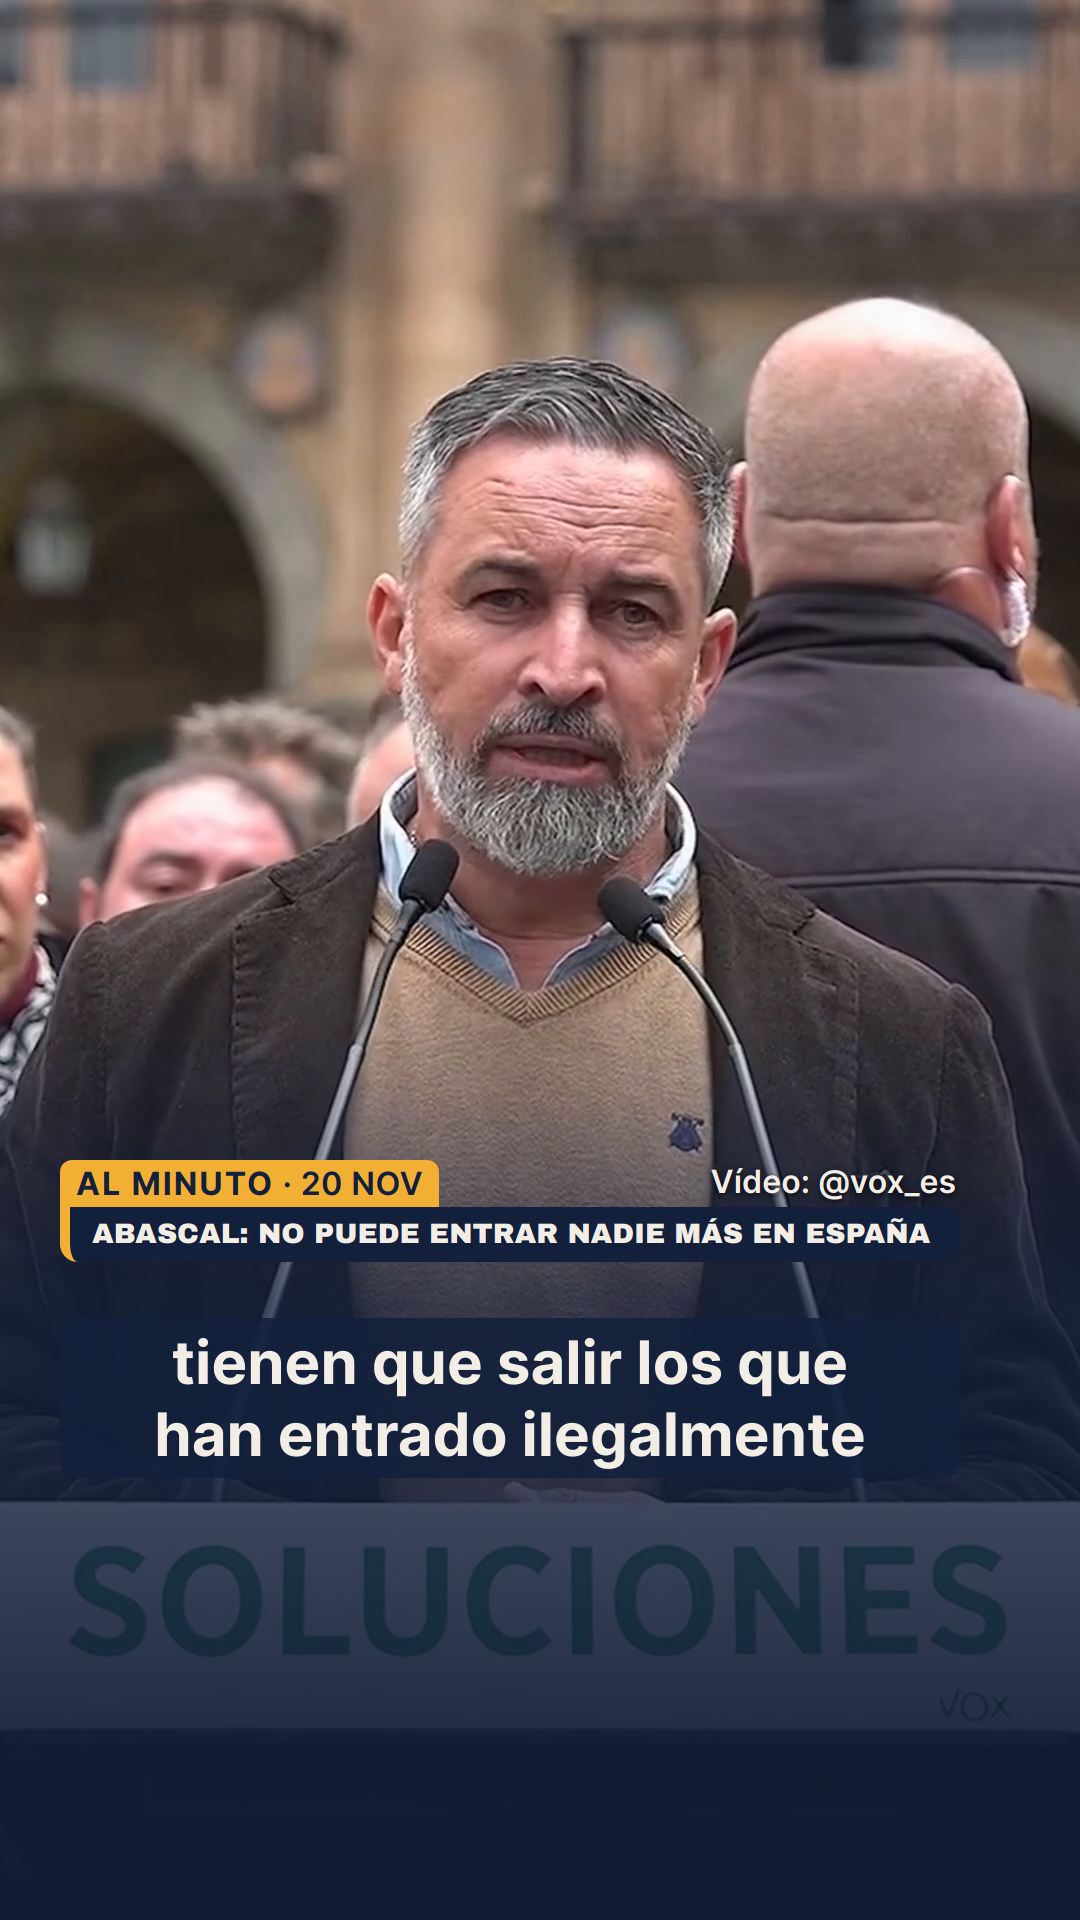 AL MINUTO · 20 NOV
Vídeo: @vox_es
ABASCAL: NO PUEDE ENTRAR NADIE MÁS EN ESPAÑA
tienen que salir los que
han entrado ilegalmente
SOLUCIONES
VOX